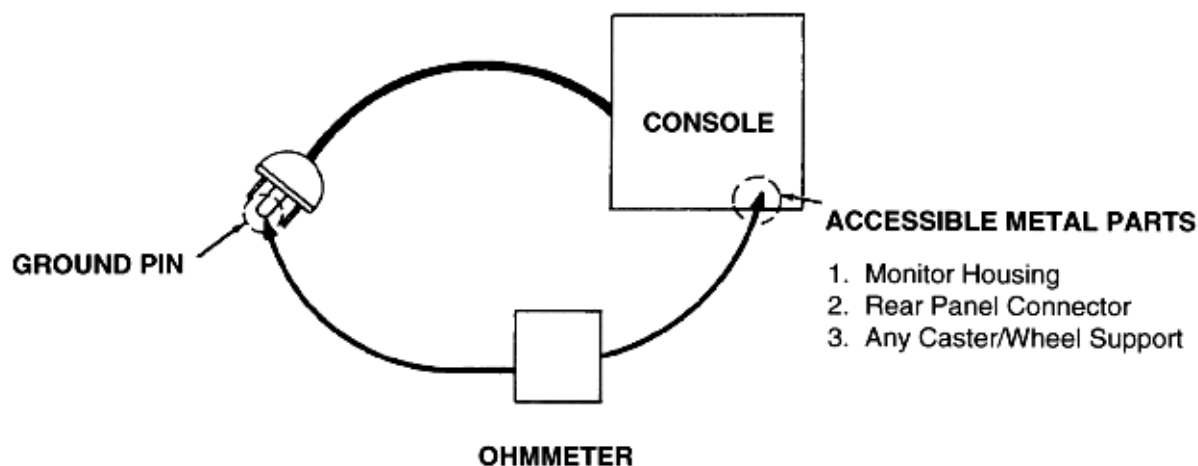 CONSOLE
GROUND PIN
ACCESSIBLE METAL PARTS
1. Monitor Housing
2. Rear Panel Connector
3. Any Caster/Wheel Support
OHMMETER